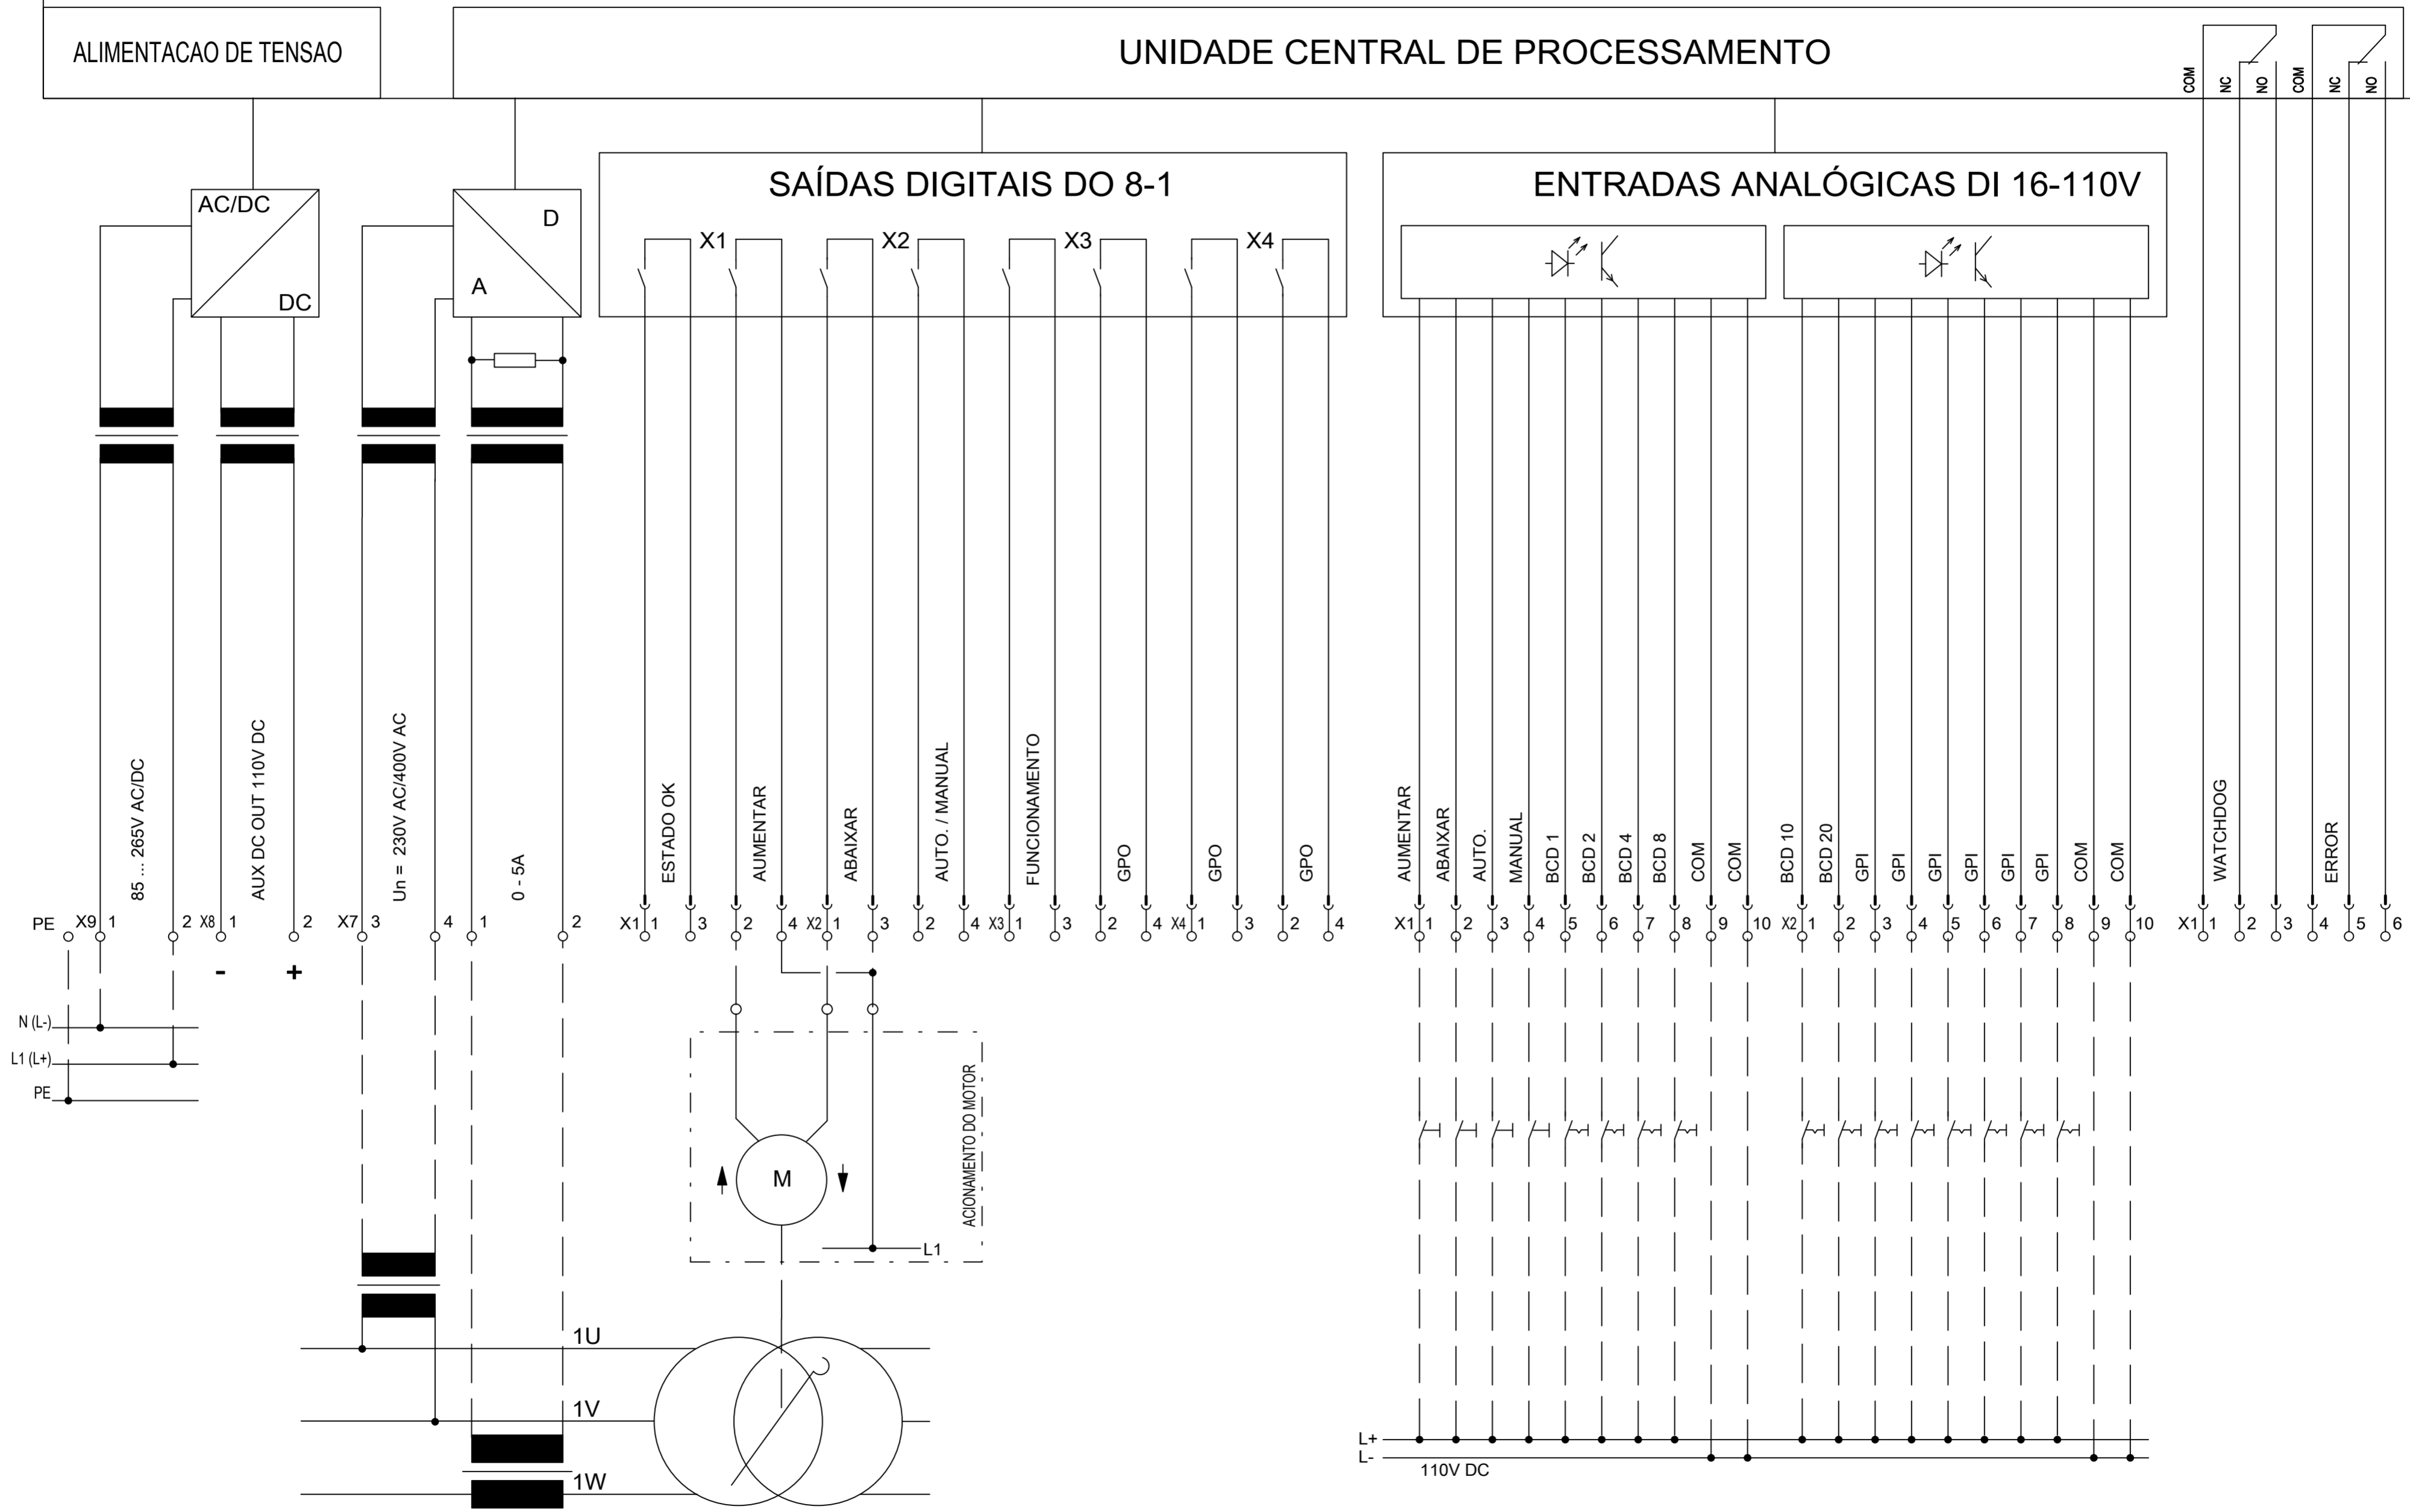 ALIMENTACAO DE TENSAO
UNIDADE CENTRAL DE PROCESSAMENTO
COM
NC
NO
COM
NC
NO
AC/DC
DC
D
A
SAÍDAS DIGITAIS DO 8-1
X1
X2
X3
X4
ENTRADAS ANALÓGICAS DI 16-110V
85 ... 265V AC/DC
AUX DC OUT 110V DC
Un = 230V AC/400V AC
0 - 5A
ESTADO OK
AUMENTAR
ABAIXAR
AUTO. / MANUAL
FUNCIONAMENTO
GPO
GPO
GPO
AUMENTAR
ABAIXAR
AUTO.
MANUAL
BCD 1
BCD 2
BCD 4
BCD 8
COM
COM
BCD 10
BCD 20
GPI
GPI
GPI
GPI
GPI
GPI
COM
COM
WATCHDOG
ERROR
PE X9 1 2 X8 1 2 X7 3 4 1 2 X1 1 3 2 4 X2 1 3 2 4 X3 1 3 2 4 X4 1 3 2 4 X1 1 2 3 4 5 6 7 8 9 10 X2 1 2 3 4 5 6 7 8 9 10 X1 1 2 3 4 5 6
- +
N (L-)
L1 (L+)
PE
ACIONAMENTO DO MOTOR
M
L1
1U
1V
1W
L+
L-
110V DC